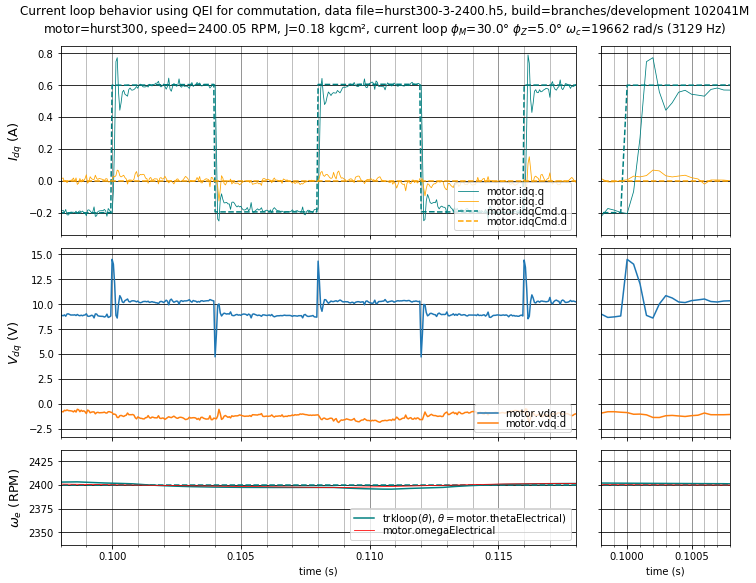 Current loop behavior using QEI for commutation, data file=hurst300-3-2400.h5, build=branches/development 102041M
motor=hurst300, speed=2400.05 RPM, J=0.18 kgcm², current loop ϕM=30.0° ϕZ=5.0° ωc=19662 rad/s (3129 Hz)
Idq (A)
0.8
0.6
0.4
0.2
0.0
−0.2
motor.idq.q
motor.idq.d
motor.idqCmd.q
motor.idqCmd.d
Vdq (V)
15.0
12.5
10.0
7.5
5.0
2.5
0.0
−2.5
motor.vdq.q
motor.vdq.d
ωe (RPM)
2425
2400
2375
2350
trkloop(θ), θ = motor.thetaElectrical)
motor.omegaElectrical
0.100 0.105 0.110 0.115
time (s)
0.1000 0.1005
time (s)